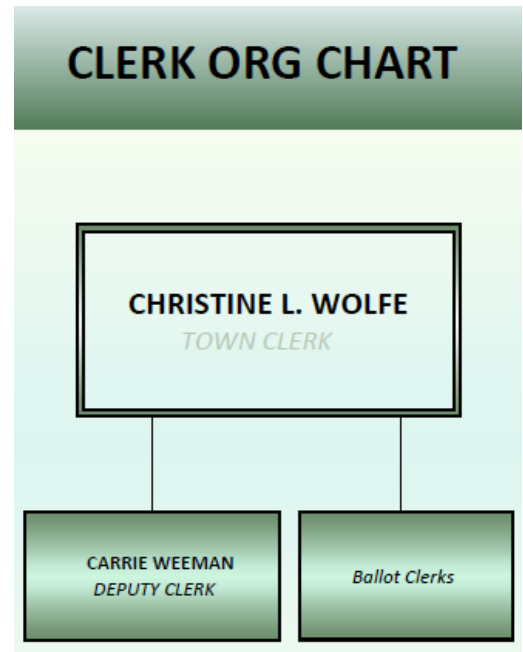 CLERK ORG CHART
CHRISTINE L. WOLFE
TOWN CLERK
CARRIE WEEMAN
DEPUTY CLERK
Ballot Clerks